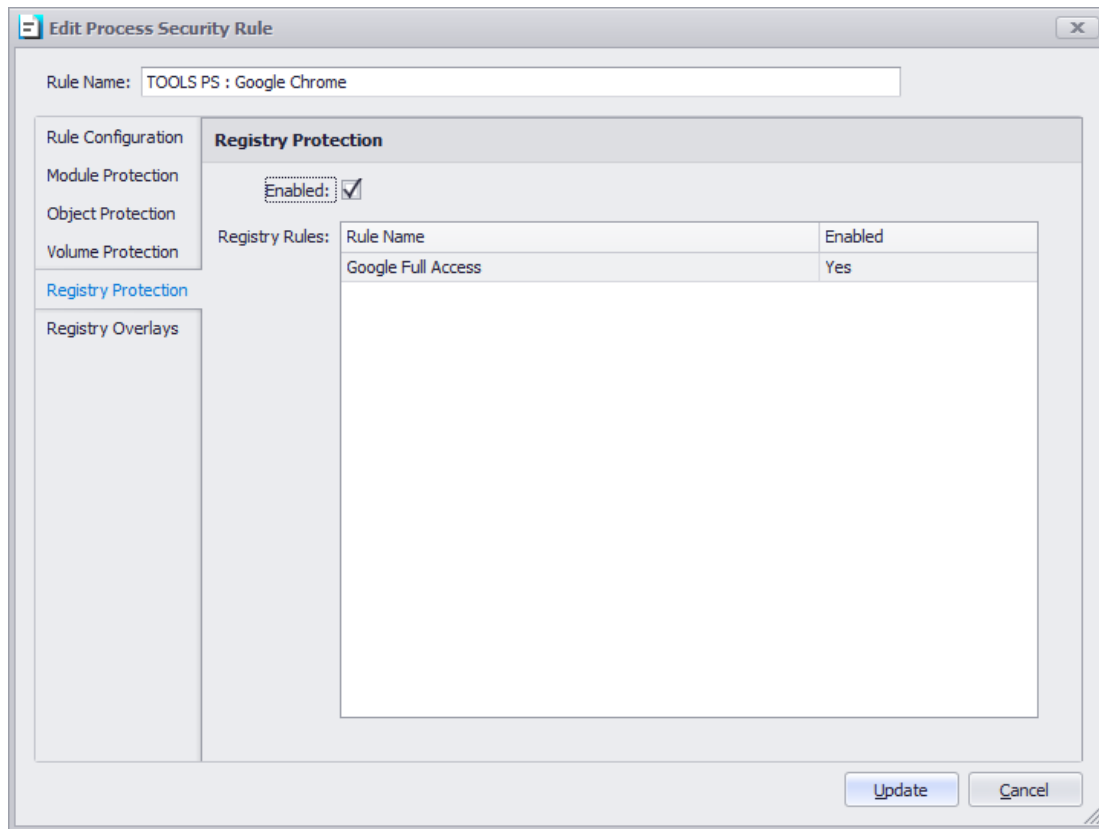 Edit Process Security Rule
Rule Name: TOOLS PS : Google Chrome
Rule Configuration
Module Protection
Object Protection
Volume Protection
Registry Protection
Registry Overlays
Registry Protection
Enabled:
Registry Rules: Rule Name Enabled
Google Full Access Yes
Update Cancel